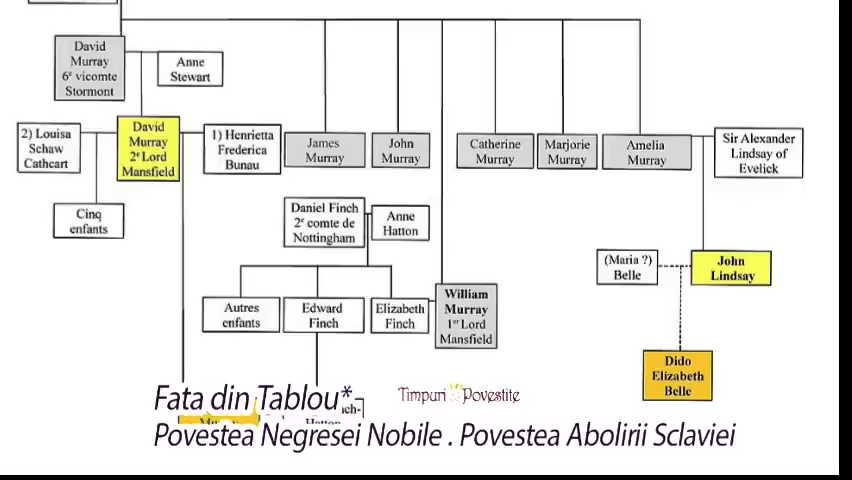 David
Murray
6e vicomte
Stormont
Anne
Stewart
2) Louisa
Schaw
Cathcart
David
Murray
2e Lord
Mansfield
1) Henrietta
Frederica
Bunau
James
Murray
John
Murray
Catherine
Murray
Marjorie
Murray
Amelia
Murray
Sir Alexander
Lindsay of
Evelick
Cinq
enfants
Daniel Finch
2e comte de
Nottingham
Anne
Hatton
(Maria ?)
Belle
John
Lindsay
Autres
enfants
Edward
Finch
Elizabeth
Finch
William
Murray
1er Lord
Mansfield
Dido
Elizabeth
Belle
Fata din Tablou*
Timpuri Povestite
Povestea Negresei Nobile . Povestea Abolirii Sclaviei